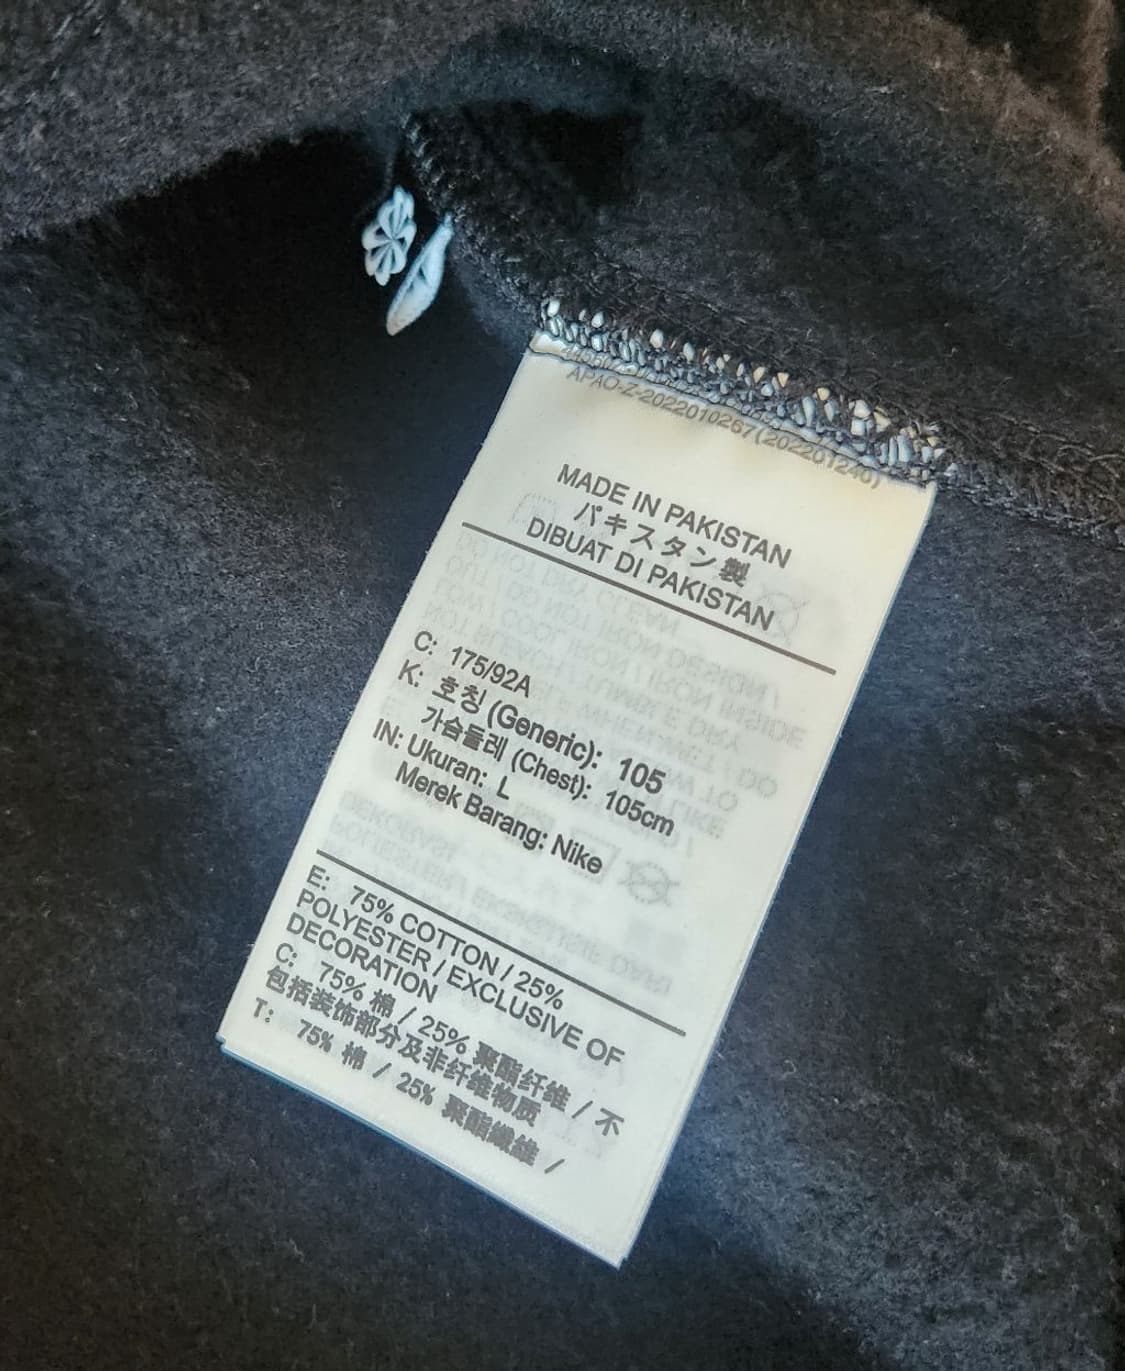 APAO-Z-2022010267(202201240)
MADE IN PAKISTAN
パキスタン製
DIBUAT DI PAKISTAN
C: 175/92A
K: 호칭 (Generic): 105
가슴둘레 (Chest): 105cm
IN: Ukuran: L
Merek Barang: Nike
E: 75% COTTON / 25%
POLYESTER / EXCLUSIVE OF
DECORATION
C: 75% 棉 / 25% 聚酯纤维 / 不
包括装饰部分及非纤维物质
T: 75% 棉 / 25% 聚酯纖維 /